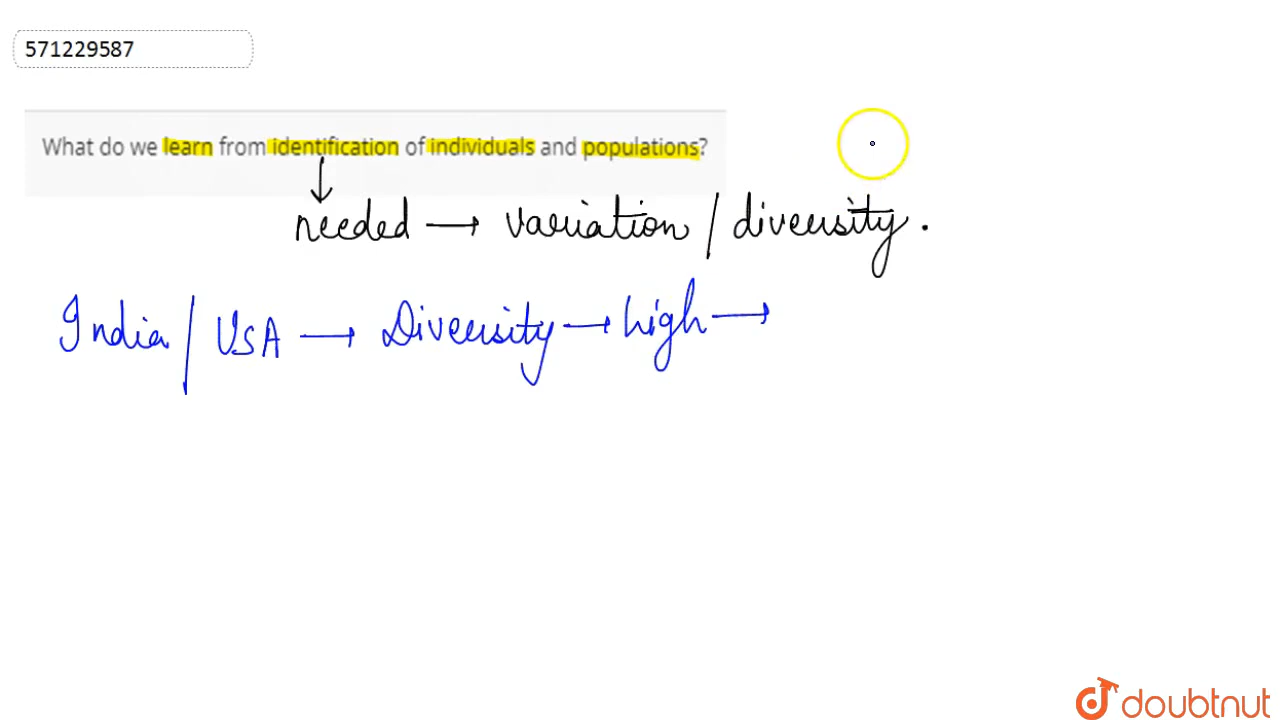 571229587
What do we learn from identification of individuals and populations?
needed → variation / diversity.
India / USA → Diversity → high →
doubtnut